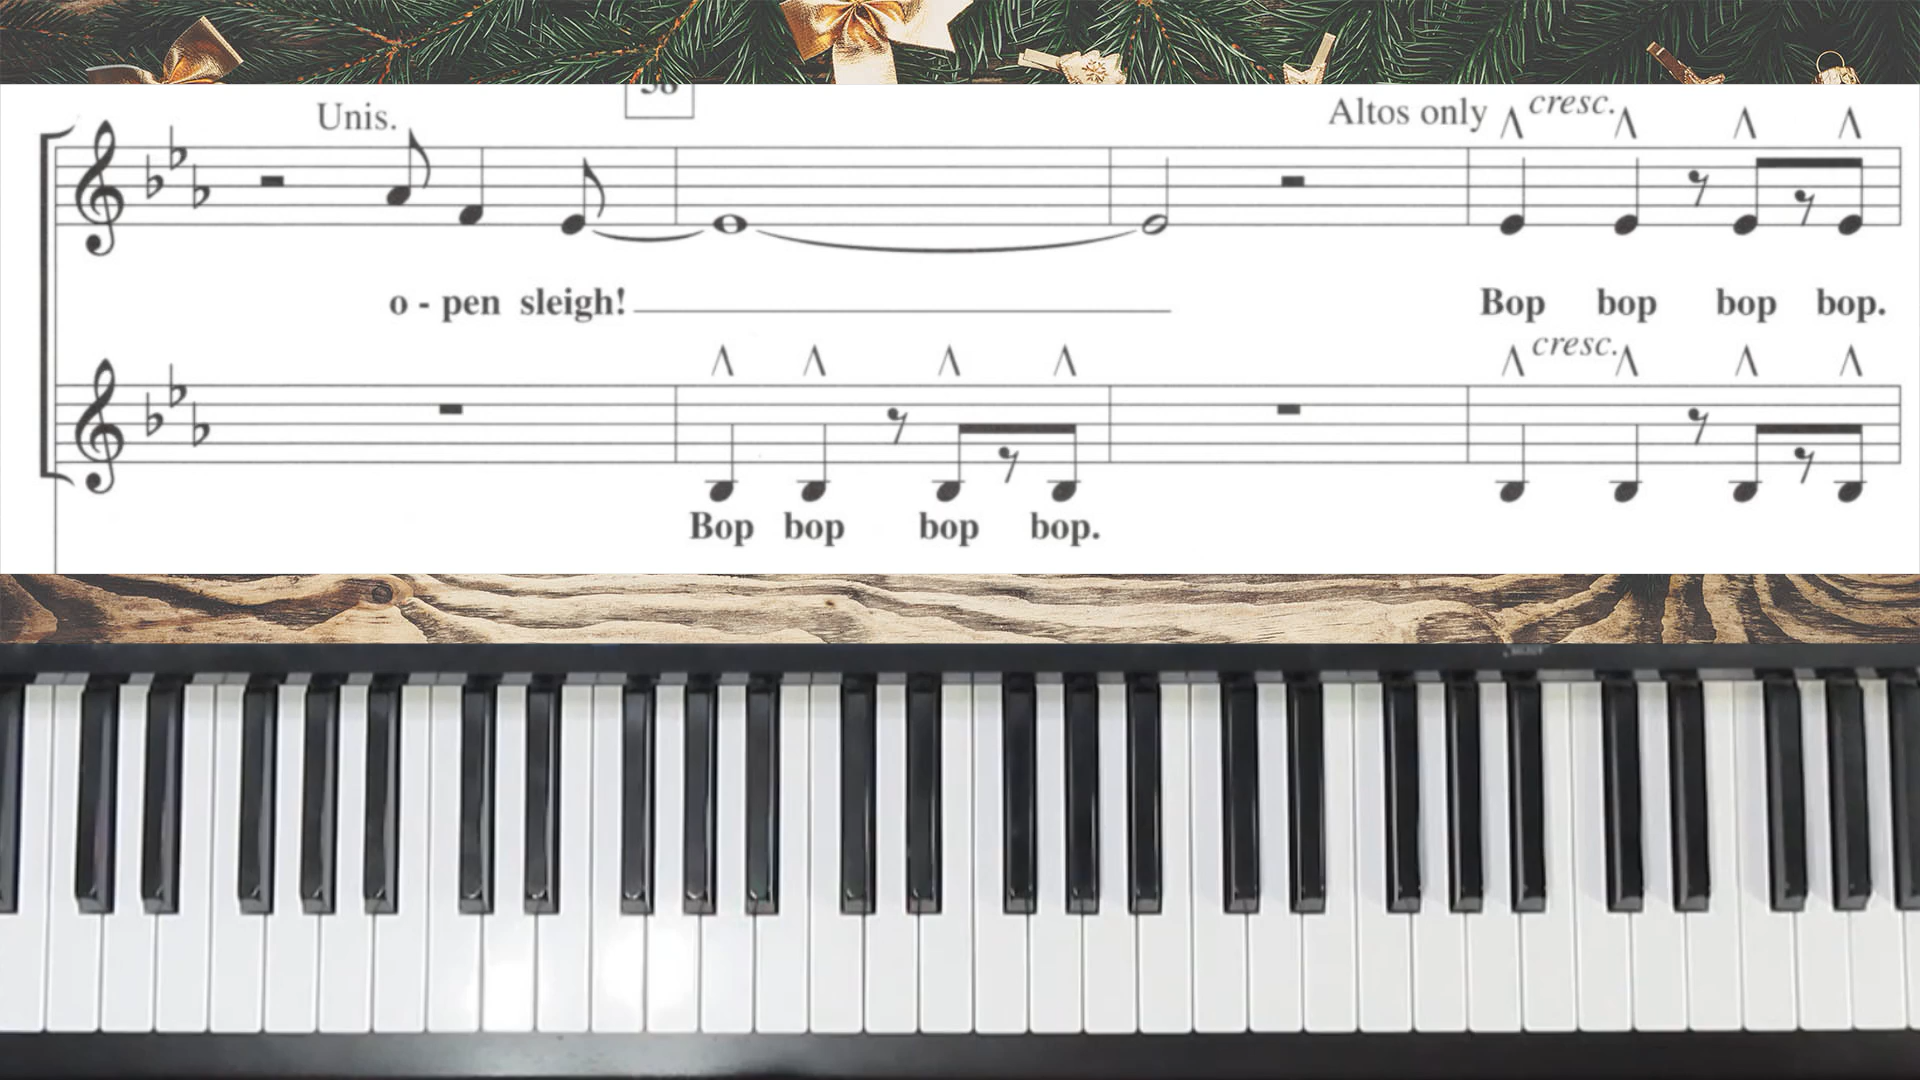 Unis.
Altos only cresc.
o - pen sleigh! Bop bop bop bop.
cresc.
Bop bop bop bop.